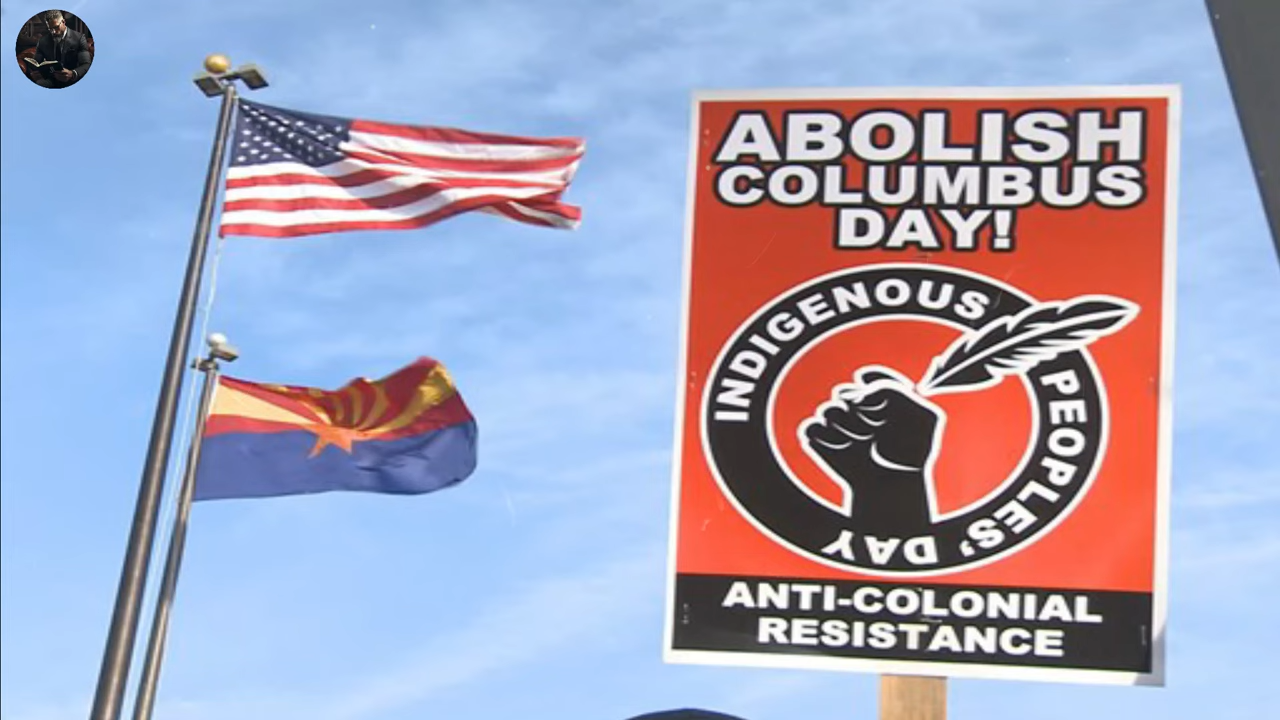 ABOLISH
COLUMBUS
DAY!
INDIGENOUS
PEOPLES' DAY
ANTI-COLONIAL
RESISTANCE